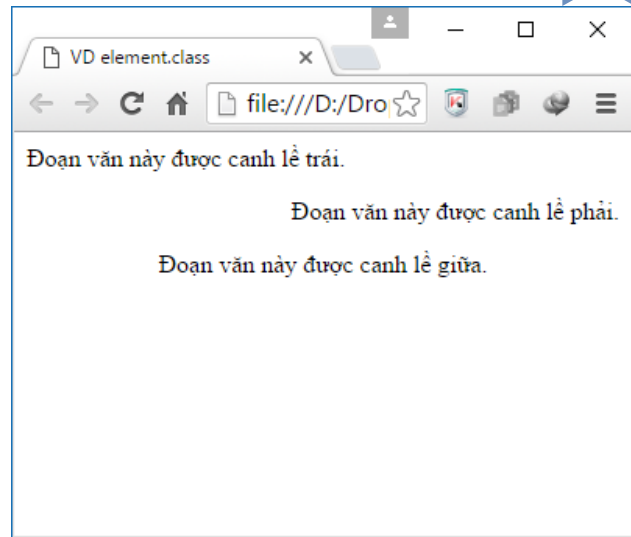 VD element.class
file:///D:/Dro
Đoạn văn này được canh lề trái.
Đoạn văn này được canh lề phải.
Đoạn văn này được canh lề giữa.